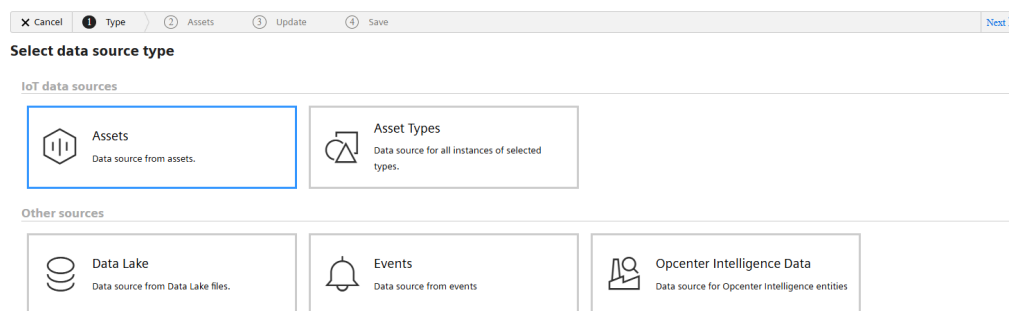 Cancel 1 Type 2 Assets 3 Update 4 Save Next
Select data source type
IoT data sources
Assets
Data source from assets.
Asset Types
Data source for all instances of selected
types.
Other sources
Data Lake
Data source from Data Lake files.
Events
Data source from events
Opcenter Intelligence Data
Data source for Opcenter Intelligence entities